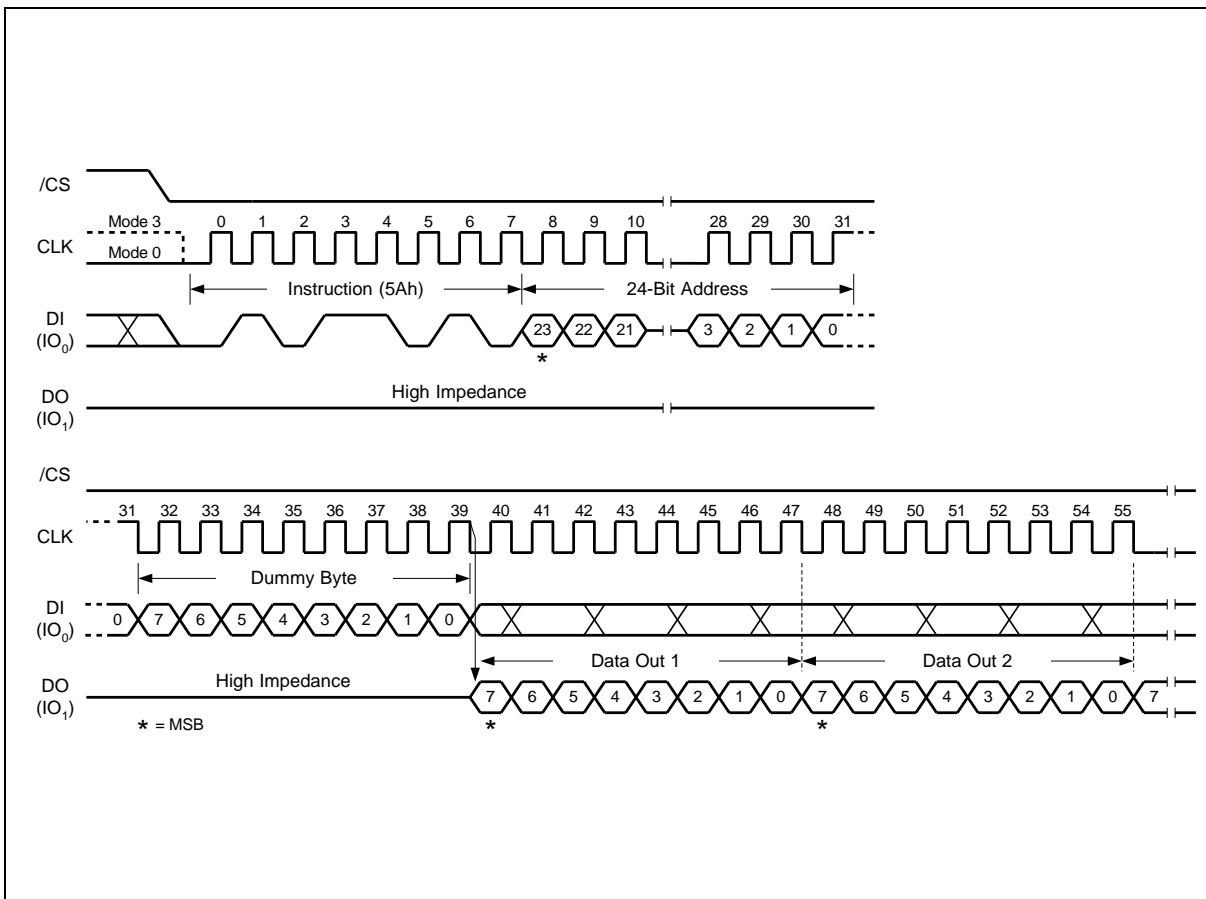 /CS
Mode 3 0 1 2 3 4 5 6 7 8 9 10 28 29 30 31
CLK
Mode 0
Instruction (5Ah) 24-Bit Address
DI
(IO0) 23 22 21 3 2 1 0
*
High Impedance
DO
(IO1)
/CS
31 32 33 34 35 36 37 38 39 40 41 42 43 44 45 46 47 48 49 50 51 52 53 54 55
CLK
Dummy Byte
DI
(IO0) 0 7 6 5 4 3 2 1 0
Data Out 1 Data Out 2
High Impedance
DO
(IO1) 7 6 5 4 3 2 1 0 7 6 5 4 3 2 1 0 7
* = MSB * *